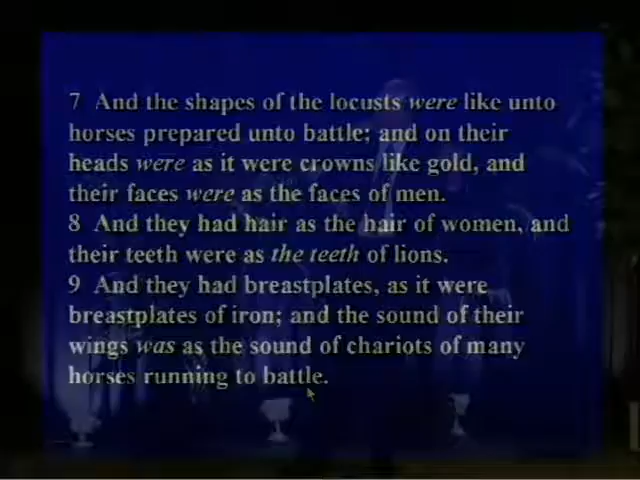 7 And the shapes of the locusts were like unto
horses prepared unto battle; and on their
heads were as it were crowns like gold, and
their faces were as the faces of men.
8 And they had hair as the hair of women, and
their teeth were as the teeth of lions.
9 And they had breastplates, as it were
breastplates of iron; and the sound of their
wings was as the sound of chariots of many
horses running to battle.